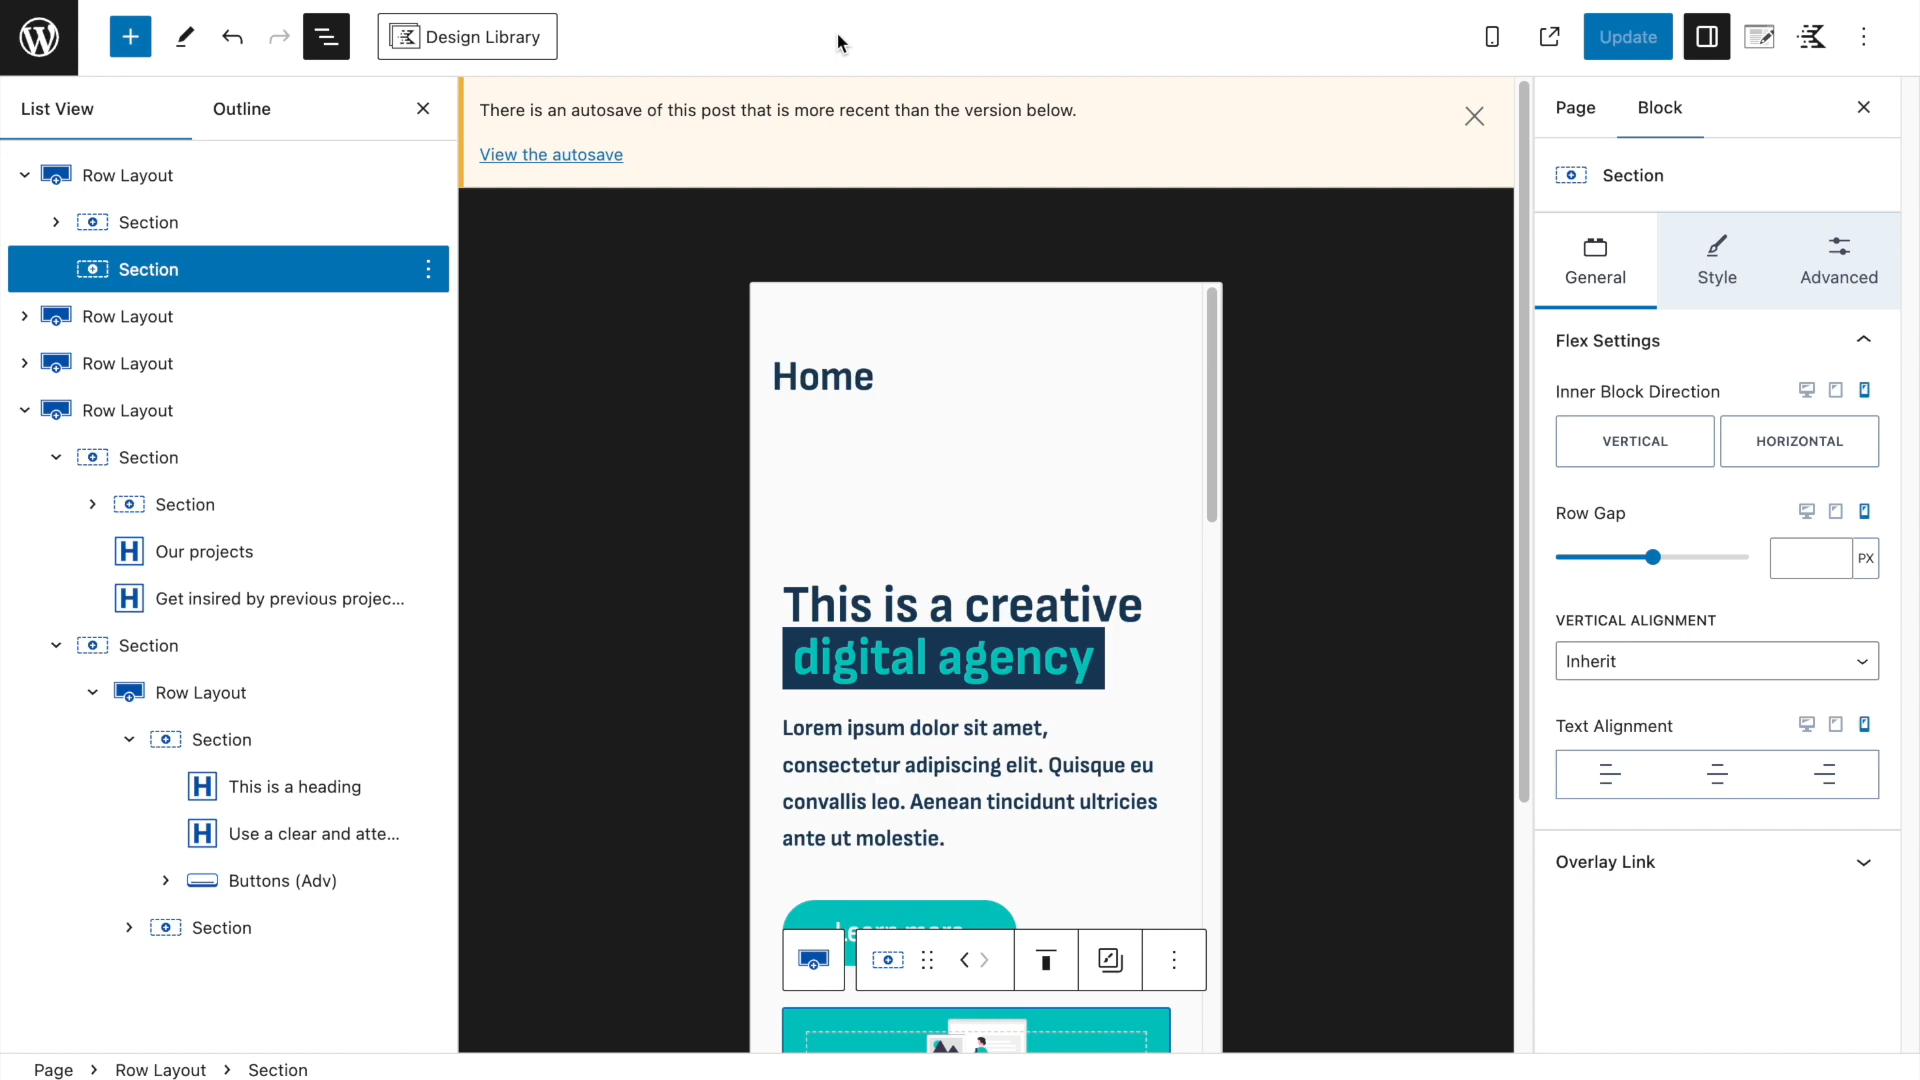 Design Library
Update
List View
Outline
Row Layout
Section
Section
Row Layout
Row Layout
Row Layout
Section
Section
Our projects
Get insired by previous projec...
Section
Row Layout
Section
This is a heading
Use a clear and atte...
Buttons (Adv)
Section
There is an autosave of this post that is more recent than the version below.
View the autosave
Home
This is a creative
digital agency
Lorem ipsum dolor sit amet,
consectetur adipiscing elit. Quisque eu
convallis leo. Aenean tincidunt ultricies
ante ut molestie.
Learn more
Page
Block
Section
General
Style
Advanced
Flex Settings
Inner Block Direction
VERTICAL
HORIZONTAL
Row Gap
PX
VERTICAL ALIGNMENT
Inherit
Text Alignment
Overlay Link
Page > Row Layout > Section